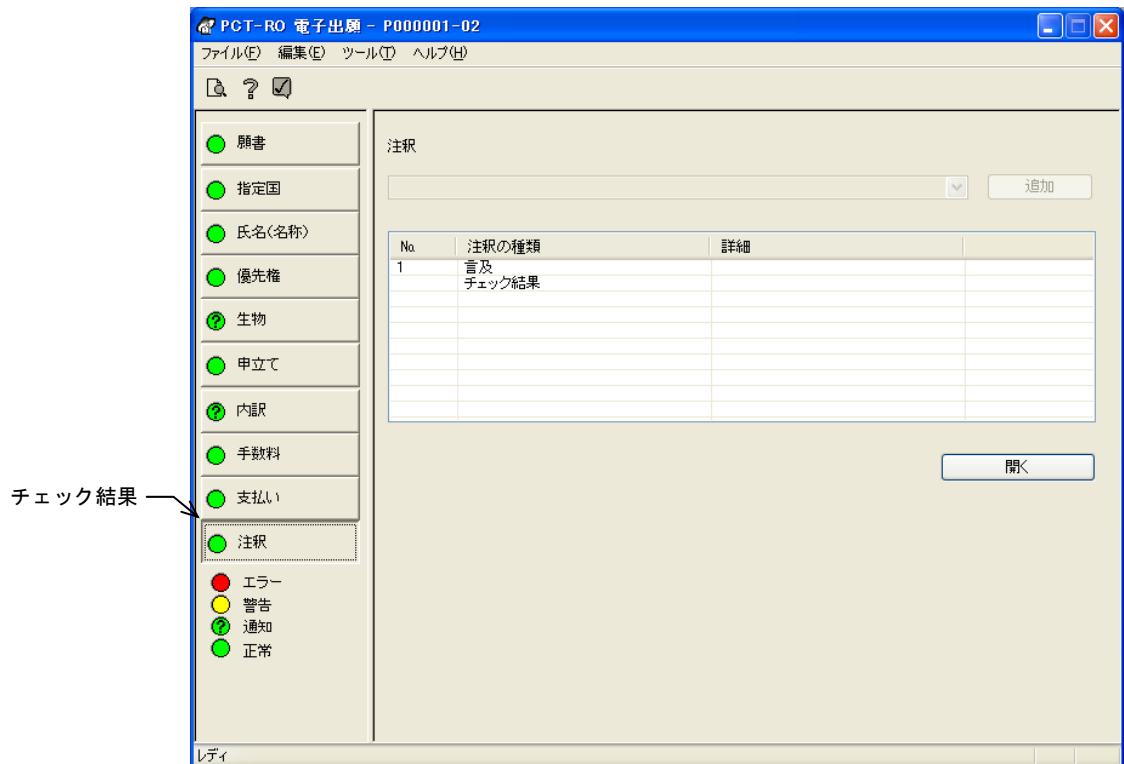 PCT-RO 電子出願 - P000001-02
ファイル(F) 編集(E) ツール(T) ヘルプ(H)
願書
指定国
氏名(名称)
優先権
生物
申立て
内訳
手数料
支払い
注釈
エラー
警告
通知
正常
注釈
追加
No. 注釈の種類 詳細
1 言及
チェック結果
開く
チェック結果
レディ